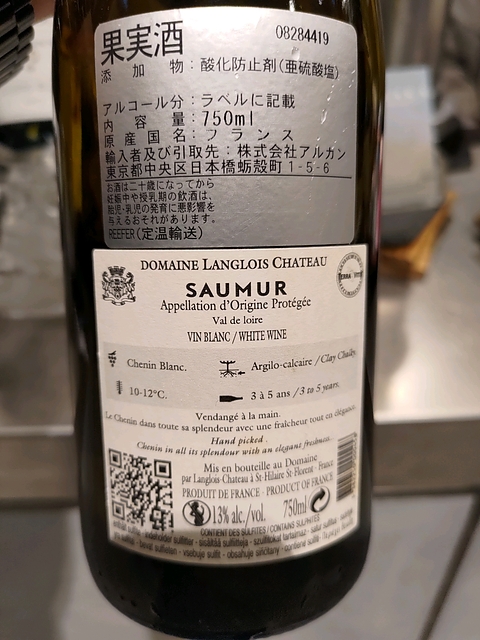 果実酒
08284419
添加物:酸化防止剤(亜硫酸塩)
アルコール分:ラベルに記載
内容量:750ml
原産国名:フランス
輸入者及び引取先:株式会社アルカン
東京都中央区日本橋蛎殻町1-5-6
お酒は二十歳になってから
妊娠中や授乳期の飲酒は、
胎児・乳児の発育に悪影響を
与えるおそれがあります。
REEFER(定温輸送)
DOMAINE LANGLOIS CHATEAU
SAUMUR
Appellation d'Origine Protégée
Val de loire
VIN BLANC / WHITE WINE
Chenin Blanc.
Argilo-calcaire / Clay Chalky.
10-12°C.
3 à 5 ans / 3 to 5 years.
Vendangé à la main.
Le Chenin dans toute sa splendeur avec une fraîcheur tout en élégance.
Hand picked.
Chenin in all its splendour with an elegant freshness.
Mis en bouteille au Domaine
par Langlois-Chateau à St-Hilaire St-Florent - France
PRODUIT DE FRANCE - PRODUCT OF FRANCE
13% alc./vol. 750ml
CONTIENT DES SULFITES / CONTAINS SULPHITES